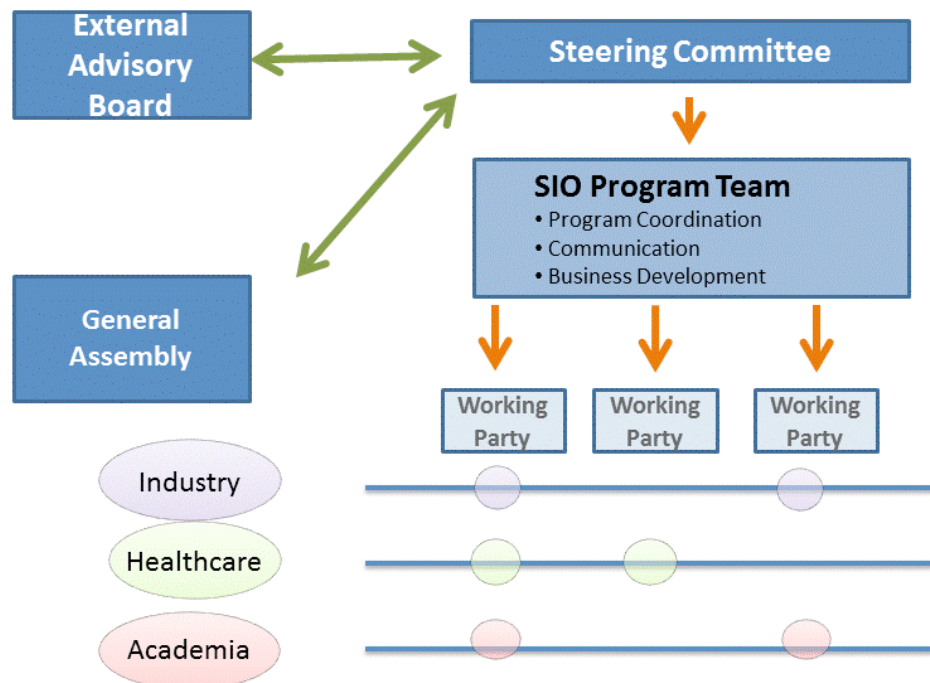 External
Advisory
Board
Steering Committee
SIO Program Team
• Program Coordination
• Communication
• Business Development
General
Assembly
Working
Party
Working
Party
Working
Party
Industry
Healthcare
Academia